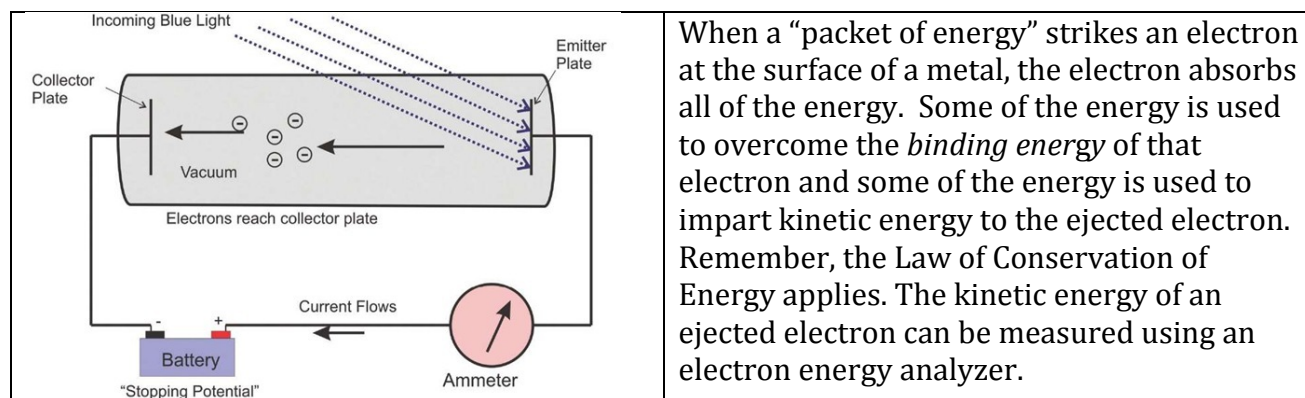 Incoming Blue Light
Emitter
Plate
Collector
Plate
Vacuum
Electrons reach collector plate
Current Flows
- +
Battery
"Stopping Potential"
Ammeter
When a “packet of energy” strikes an electron
at the surface of a metal, the electron absorbs
all of the energy.  Some of the energy is used
to overcome the binding energy of that
electron and some of the energy is used to
impart kinetic energy to the ejected electron.
Remember, the Law of Conservation of
Energy applies. The kinetic energy of an
ejected electron can be measured using an
electron energy analyzer.